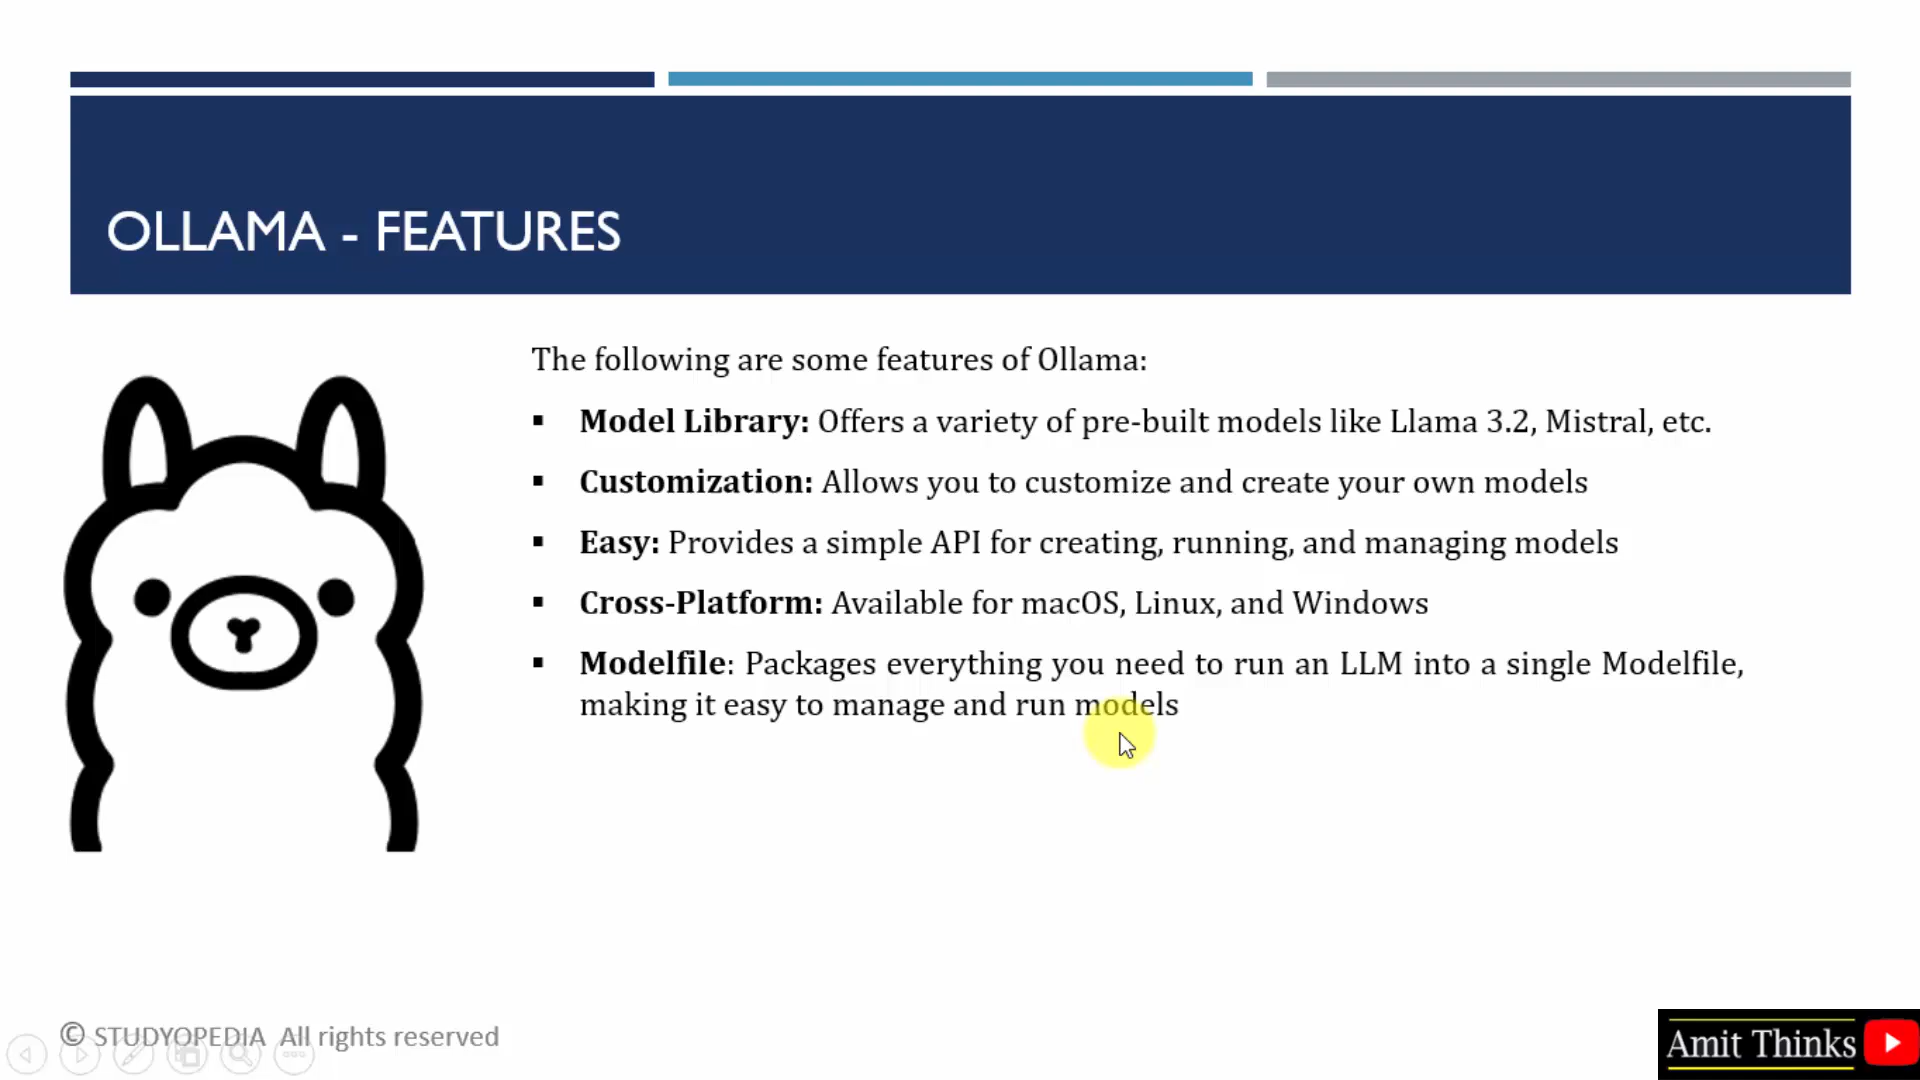 OLLAMA - FEATURES
The following are some features of Ollama:
▪ Model Library: Offers a variety of pre-built models like Llama 3.2, Mistral, etc.
▪ Customization: Allows you to customize and create your own models
▪ Easy: Provides a simple API for creating, running, and managing models
▪ Cross-Platform: Available for macOS, Linux, and Windows
▪ Modelfile: Packages everything you need to run an LLM into a single Modelfile,
making it easy to manage and run models
© STUDYOPEDIA All rights reserved
Amit Thinks